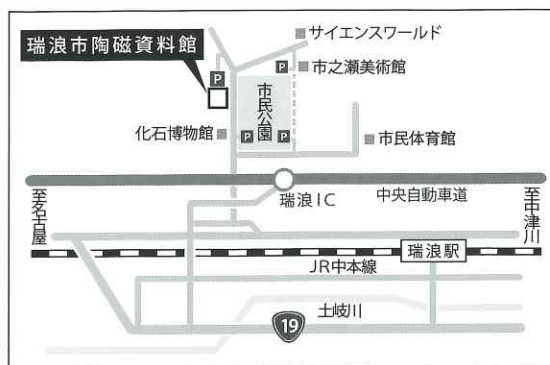 サイエンスワールド
瑞浪市陶磁資料館
P
P
市之瀬美術館
市民公園
化石博物館
P
P
市民体育館
至名古屋
瑞浪IC
中央自動車道
至中津川
瑞浪駅
JR中本線
土岐川
19